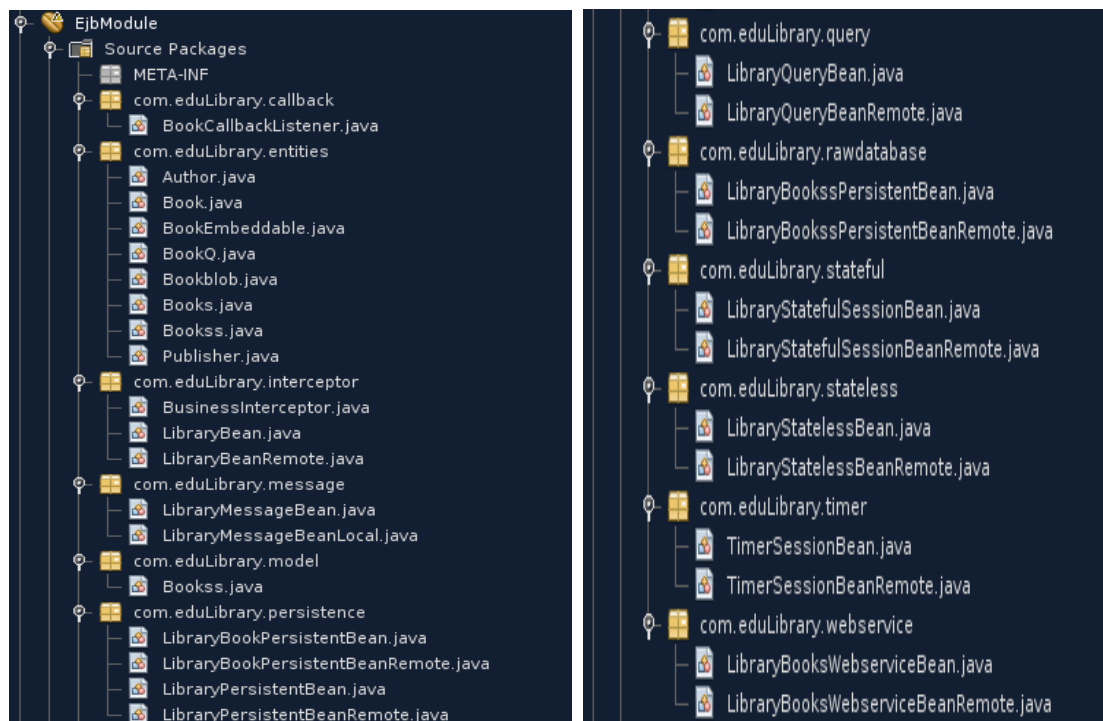 EjbModule
Source Packages
META-INF
com.eduLibrary.callback
BookCallbackListener.java
com.eduLibrary.entities
Author.java
Book.java
BookEmbeddable.java
BookQ.java
Bookblob.java
Books.java
Bookss.java
Publisher.java
com.eduLibrary.interceptor
BusinessInterceptor.java
LibraryBean.java
LibraryBeanRemote.java
com.eduLibrary.message
LibraryMessageBean.java
LibraryMessageBeanLocal.java
com.eduLibrary.model
Bookss.java
com.eduLibrary.persistence
LibraryBookPersistentBean.java
LibraryBookPersistentBeanRemote.java
LibraryPersistentBean.java
LibraryPersistentBeanRemote.java
com.eduLibrary.query
LibraryQueryBean.java
LibraryQueryBeanRemote.java
com.eduLibrary.rawdatabase
LibraryBookssPersistentBean.java
LibraryBookssPersistentBeanRemote.java
com.eduLibrary.stateful
LibraryStatefulSessionBean.java
LibraryStatefulSessionBeanRemote.java
com.eduLibrary.stateless
LibraryStatelessBean.java
LibraryStatelessBeanRemote.java
com.eduLibrary.timer
TimerSessionBean.java
TimerSessionBeanRemote.java
com.eduLibrary.webservice
LibraryBooksWebserviceBean.java
LibraryBooksWebserviceBeanRemote.java